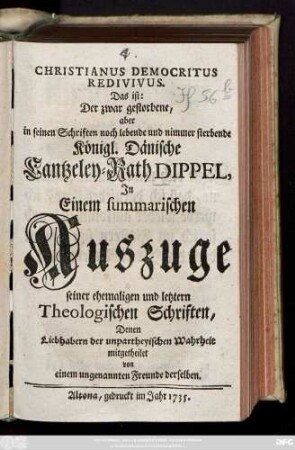 4.
CHRISTIANUS DEMOCRITUS
REDIVIVUS.
Das ist:
Der zwar gestorbene,
aber
in seinen Schriften noch lebende und nimmer sterbende
Königl. Dänische
Cantzeley-Rath DIPPEL,
In
Einem summarischen
Auszuge
seiner ehemaligen und letztern
Theologischen Schriften,
Denen
Liebhabern der unpartheyischen Wahrheit
mitgetheilet
von
einem ungenannten Freunde derselben.
Altona, gedruckt im Jahr 1735.